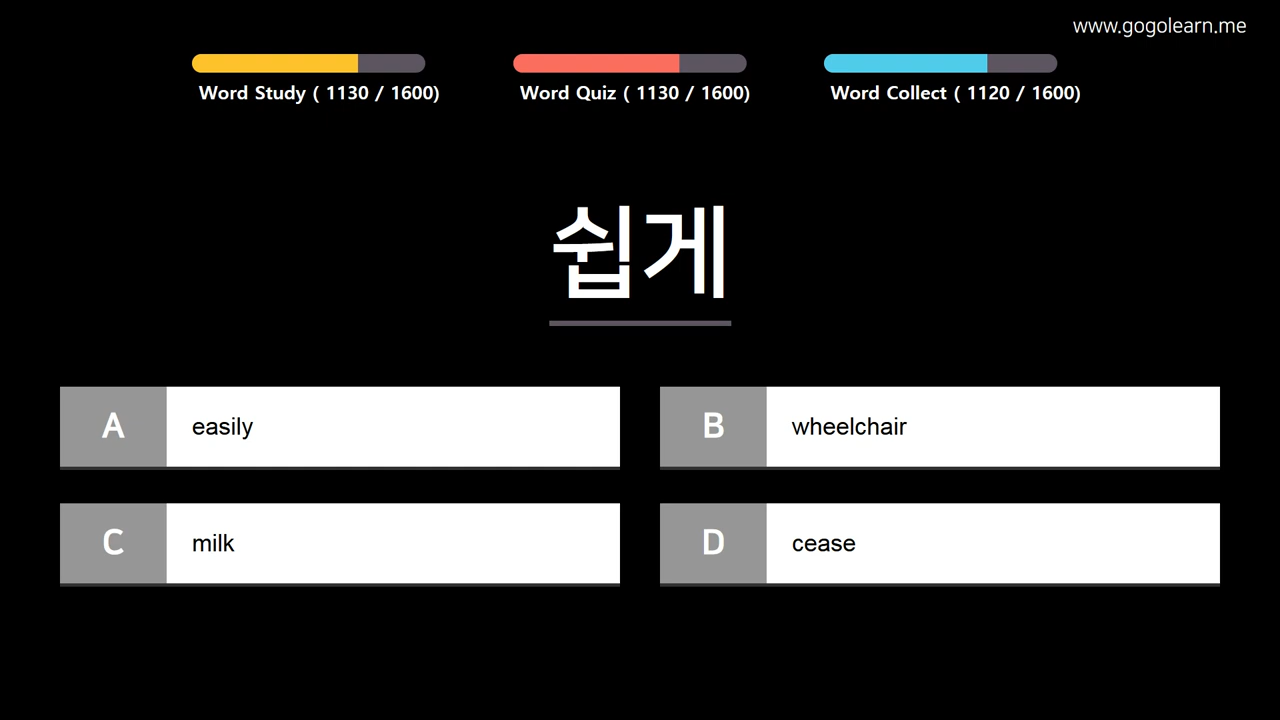 www.gogolearn.me
Word Study ( 1130 / 1600)
Word Quiz ( 1130 / 1600)
Word Collect ( 1120 / 1600)
쉽게
A easily
B wheelchair
C milk
D cease